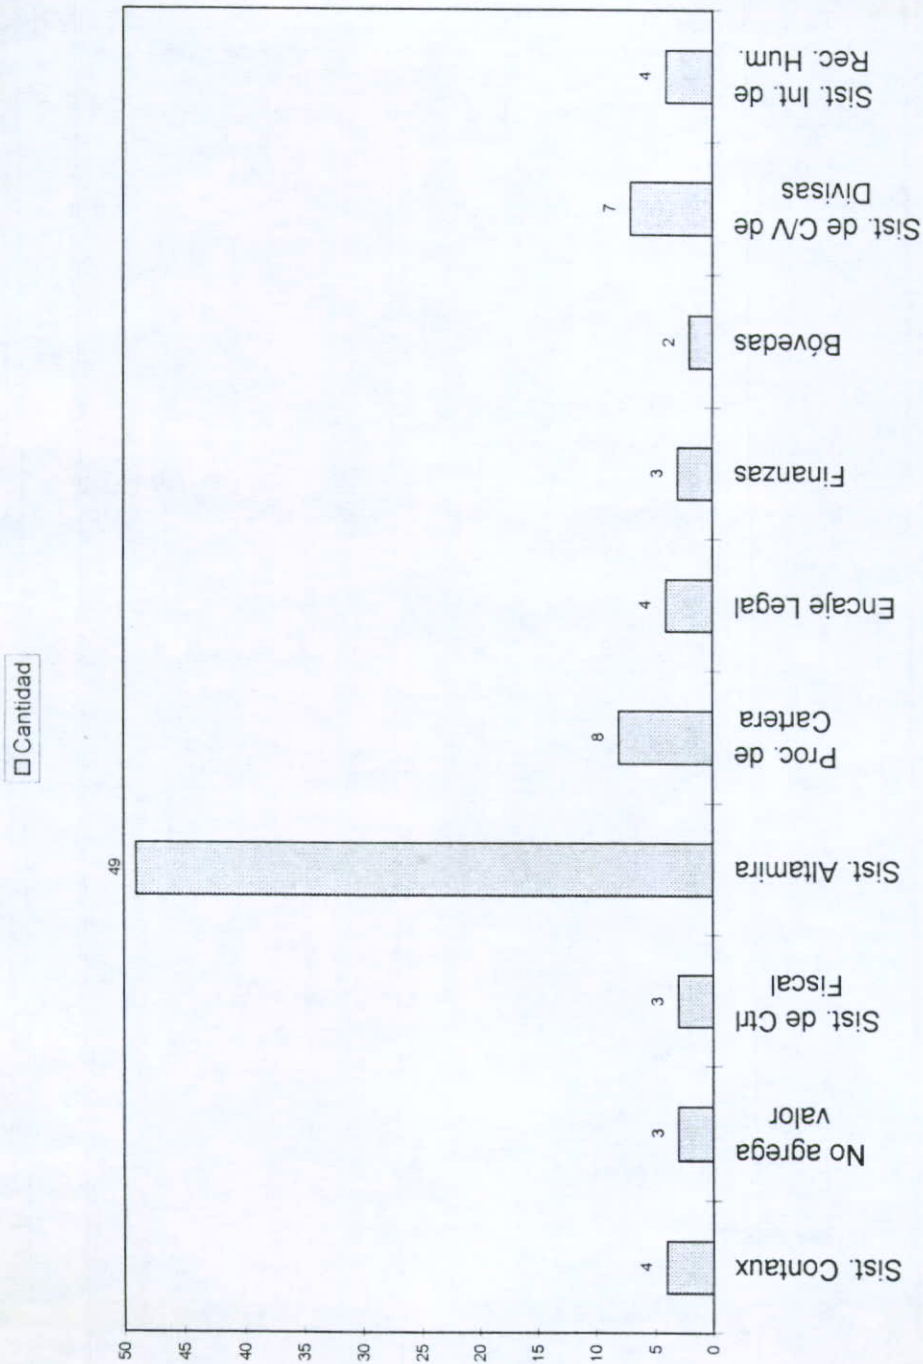 Cantidad
50
45
40
35
30
25
20
15
10
5
0
4
3
3
49
8
4
3
2
7
4
Sist. Contaux
No agrega
valor
Sist. de Ctrl
Fiscal
Sist. Altamira
Proc. de
Cartera
Encaje Legal
Finanzas
Bóvedas
Sist. de C/V de
Divisas
Sist. Int. de
Rec. Hum.